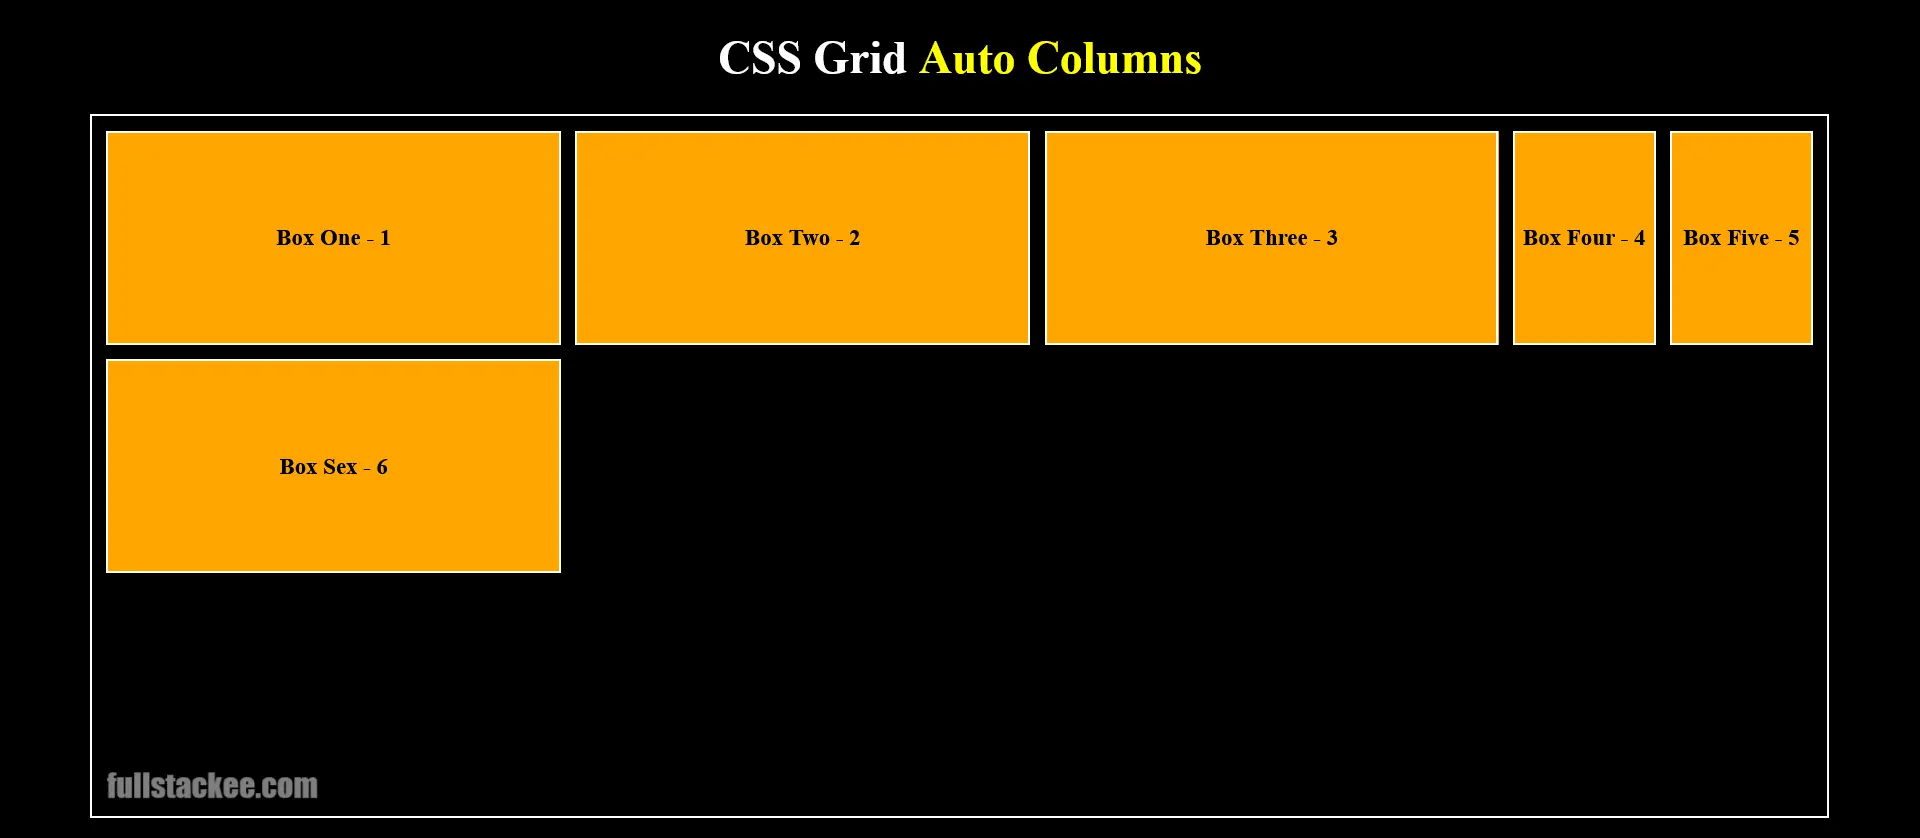 CSS Grid Auto Columns
Box One - 1
Box Two - 2
Box Three - 3
Box Four - 4
Box Five - 5
Box Sex - 6
fullstackee.com